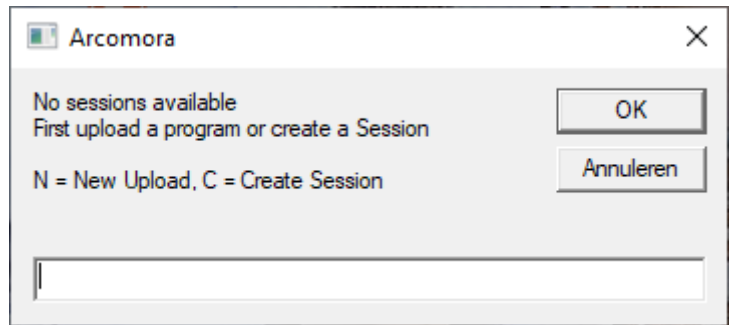 Arcomora
No sessions available
First upload a program or create a Session
OK
N = New Upload, C = Create Session
Annuleren